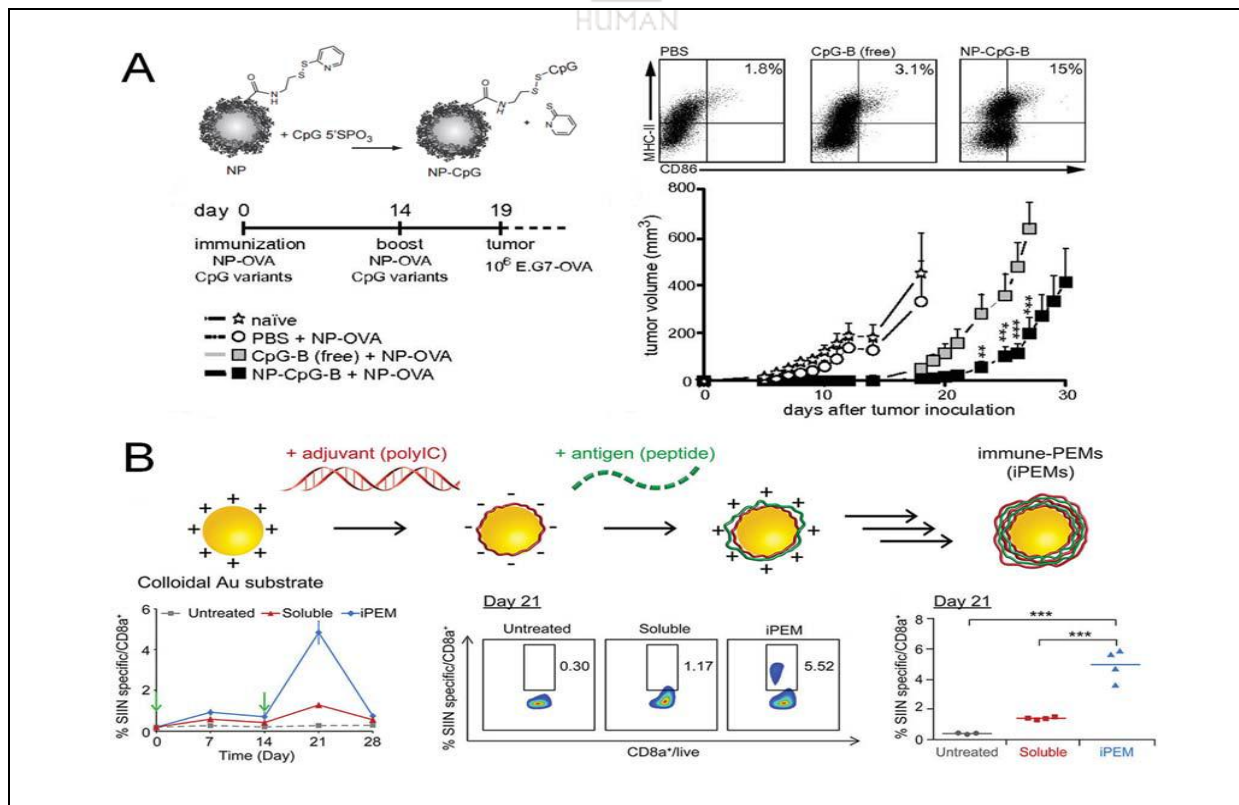 HUMAN
A
N
O
N
H
S
S
+ CpG 5'SPO₃
NP
O
N
H
S
S
CpG
+
S
N
NP-CpG
day 0 14 19
immunization boost tumor
NP-OVA NP-OVA 10⁶ E.G7-OVA
CpG variants CpG variants
naïve
PBS + NP-OVA
CpG-B (free) + NP-OVA
NP-CpG-B + NP-OVA
PBS CpG-B (free) NP-CpG-B
1.8% 3.1% 15%
MHC-II
CD86
tumor volume (mm³)
800
600
400
200
0
** *** *** ***
0 10 20 30
days after tumor inoculation
B
+ adjuvant (polyIC) + antigen (peptide) immune-PEMs
(iPEMs)
Colloidal Au substrate
Untreated Soluble iPEM
% SIIN specific/CD8a⁺
6
4
2
0
0 7 14 21 28
Time (Day)
Day 21
Untreated Soluble iPEM
0.30 1.17 5.52
% SIIN specific/CD8a⁺
CD8a⁺/live
Day 21
% SIIN specific/CD8a⁺
8
6
4
2
0
***
***
Untreated Soluble iPEM